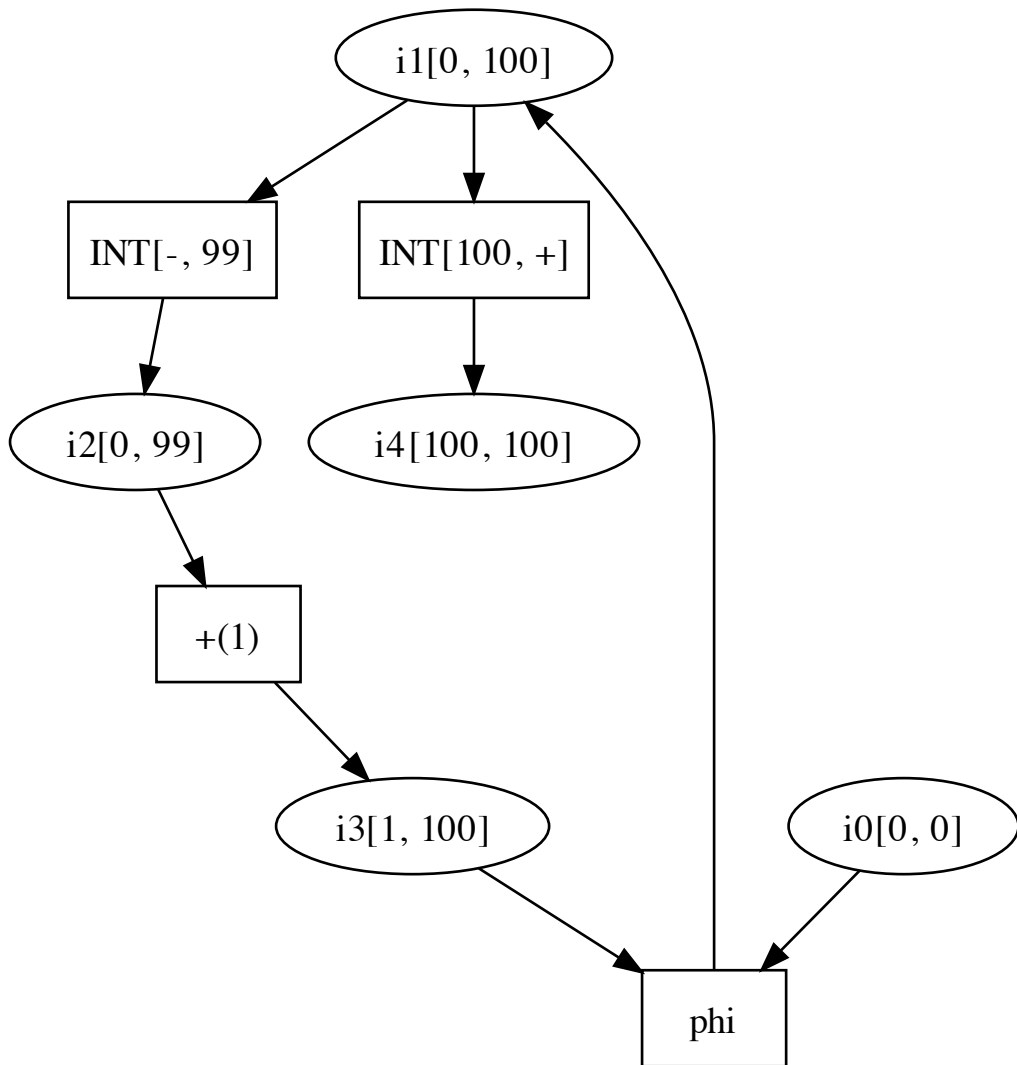 i1[0, 100]
INT[-, 99]
INT[100, +]
i2[0, 99]
i4[100, 100]
+(1)
i3[1, 100]
i0[0, 0]
phi